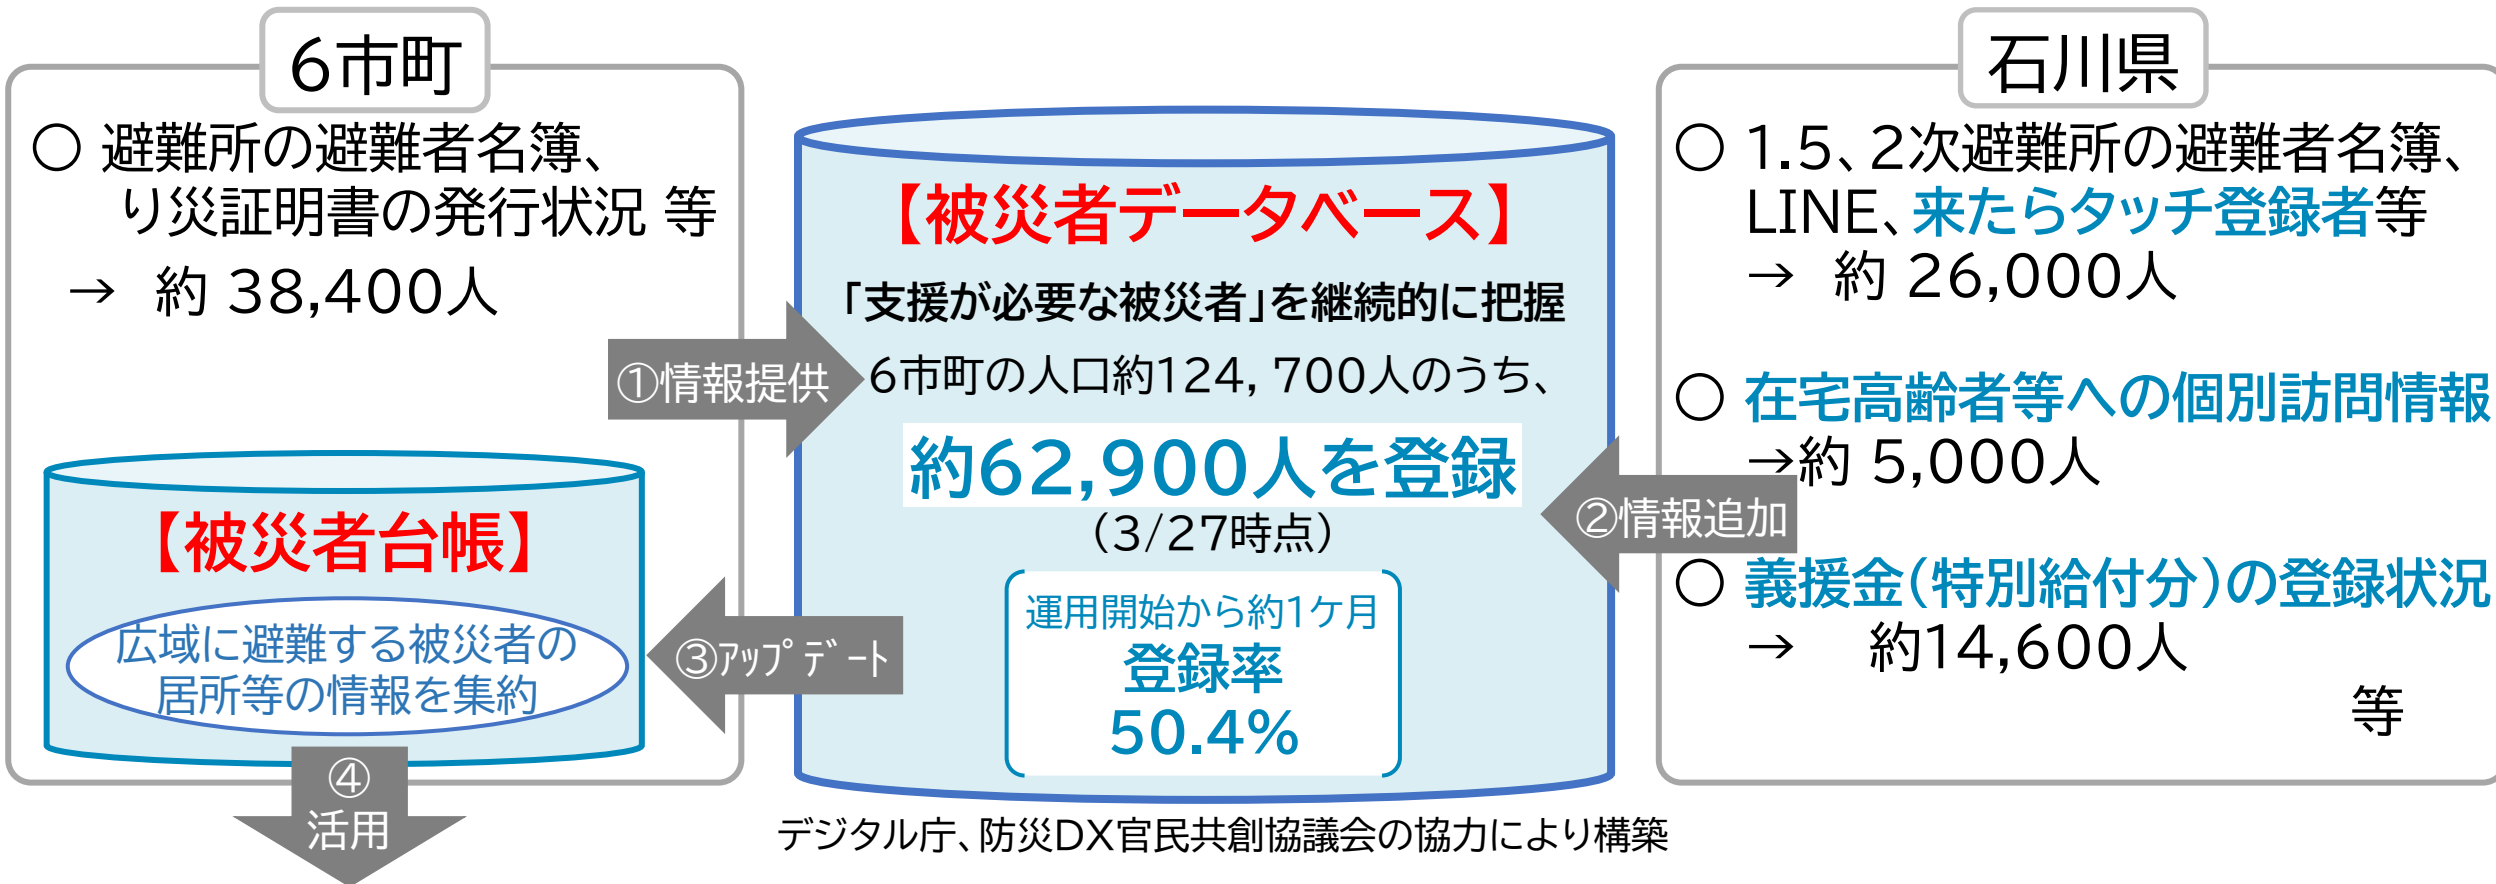 6市町
○ 避難所の避難者名簿、
り災証明書の発行状況 等
→ 約 38,400人
【被災者台帳】
広域に避難する被災者の
居所等の情報を集約
④
活用
①情報提供
【被災者データベース】
「支援が必要な被災者」を継続的に把握
6市町の人口約124,700人のうち、
約62,900人を登録
(3/27時点)
運用開始から約1ヶ月
登録率
50.4%
③アップデート
デジタル庁、防災DX官民共創協議会の協力により構築
②情報追加
石川県
○ 1.5、2次避難所名簿、
LINE、来らっせ登録者等
→ 約 26,000人
○ 在宅高齢者等への個別訪問情報
→ 約 5,000人
○ 義援金(特別給付分)の登録状況
→ 約14,600人
等